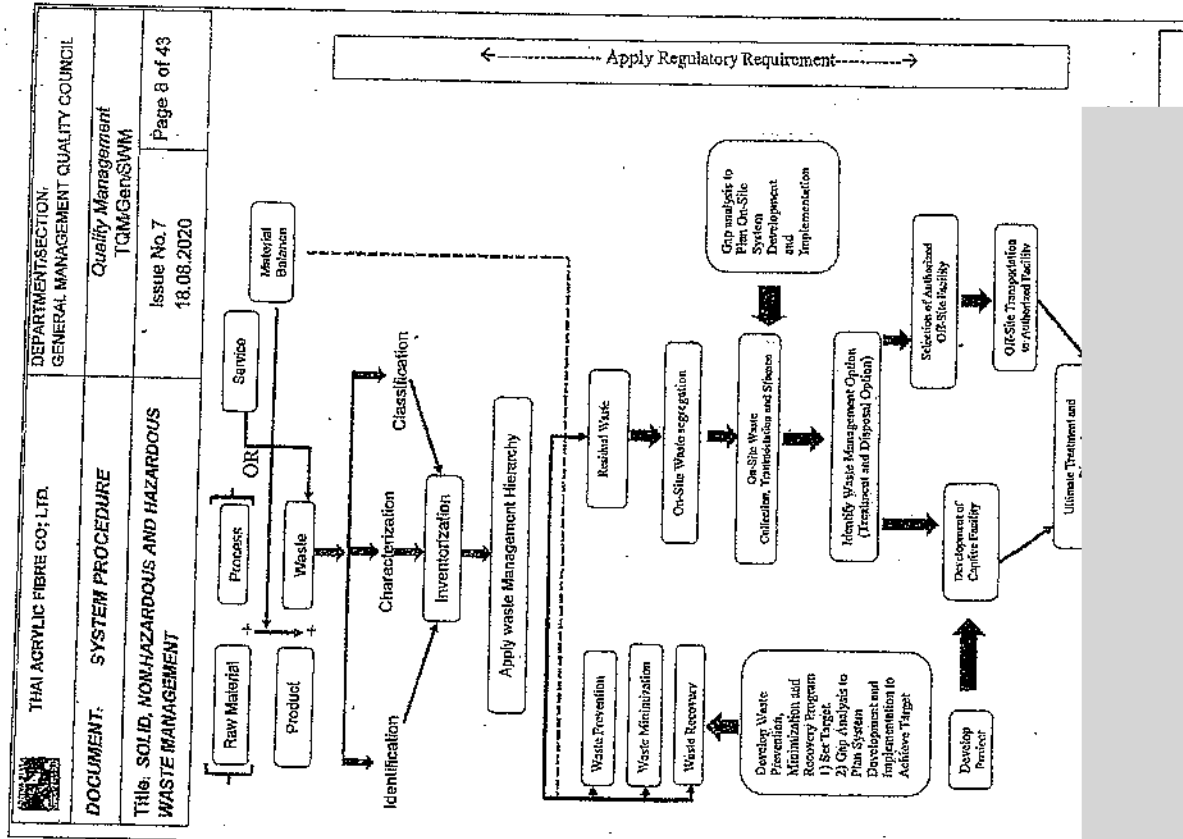 THAI ACRYLIC FIBRE CO; LTD.
DEPARTMENT/SECTION:
GENERAL MANAGEMENT QUALITY COUNCIL
DOCUMENT: SYSTEM PROCEDURE
Quality Management
TQM/Gen/SWM
Title: SOLID, NON-HAZARDOUS AND HAZARDOUS
WASTE MANAGEMENT
Issue No.7
18.08.2020
Page 8 of 43
Raw Material
Process
OR
Service
Product
Waste
Material
Balance
+
+
Identification
Characterization
Classification
Inventorization
Apply waste Management Hierarchy
Apply Regulatory Requirement
Waste Prevention
Waste Minimization
Waste Recovery
Residual Waste
On-Site Waste segregation
On-Site Waste
Collection, Transportation and
Gap analysis to
Plan On-Site
System
Development
and
Implementation
Develop Waste
Prevention,
Minimization and
Recovery Program
1) Set Target
2) Gap Analysis to
Plan System
Development and
Implementation to
Achieve Target
Identify Waste Management Option
(Treatment and Disposal Option)
Develop
Development of
Captive Facility
Selection of Authorized
Off-Site Facility
Off-Site Transportation
to Authorized Facility
Ultimate Treatment and